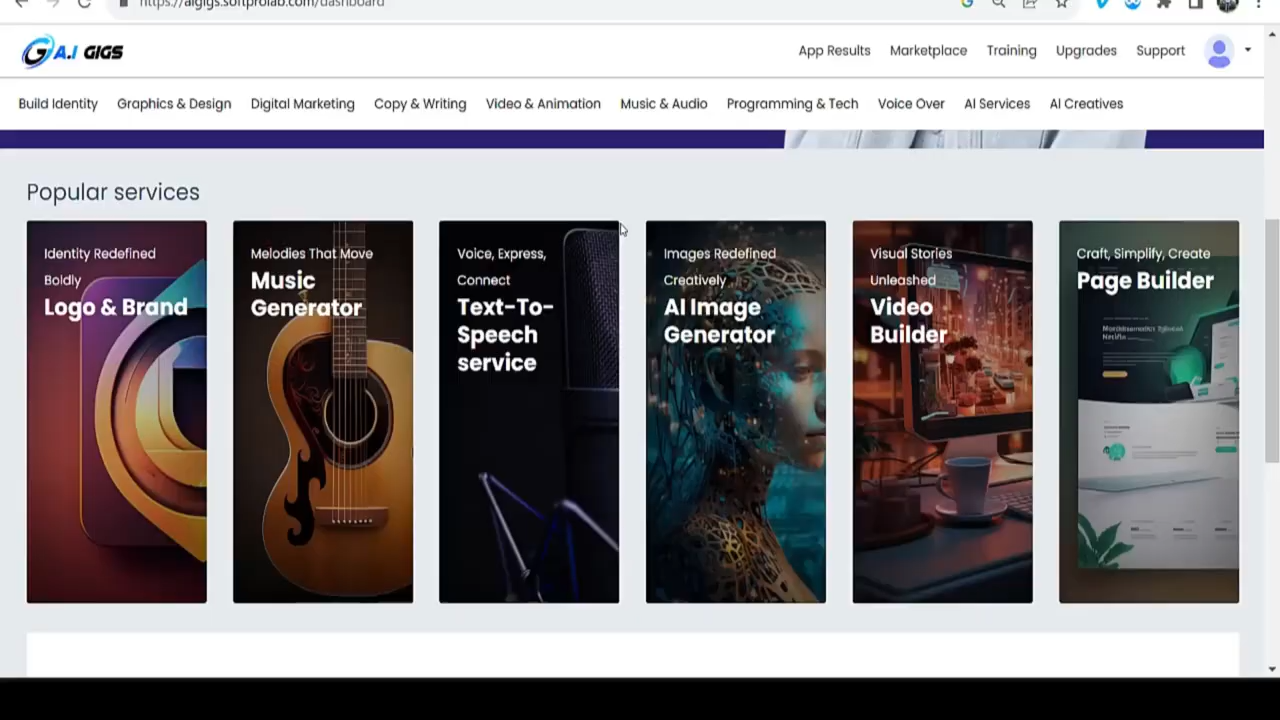 https://aigigs.softprolab.com/dashboard
A.I GIGS
App Results Marketplace Training Upgrades Support
Build Identity Graphics & Design Digital Marketing Copy & Writing Video & Animation Music & Audio Programming & Tech Voice Over AI Services AI Creatives
Popular services
Identity Redefined
Boldly
Logo & Brand
Melodies That Move
Music
Generator
Voice, Express,
Connect
Text-To-
Speech
service
Images Redefined
Creatively
AI Image
Generator
Visual Stories
Unleashed
Video
Builder
Craft, Simplify, Create
Page Builder